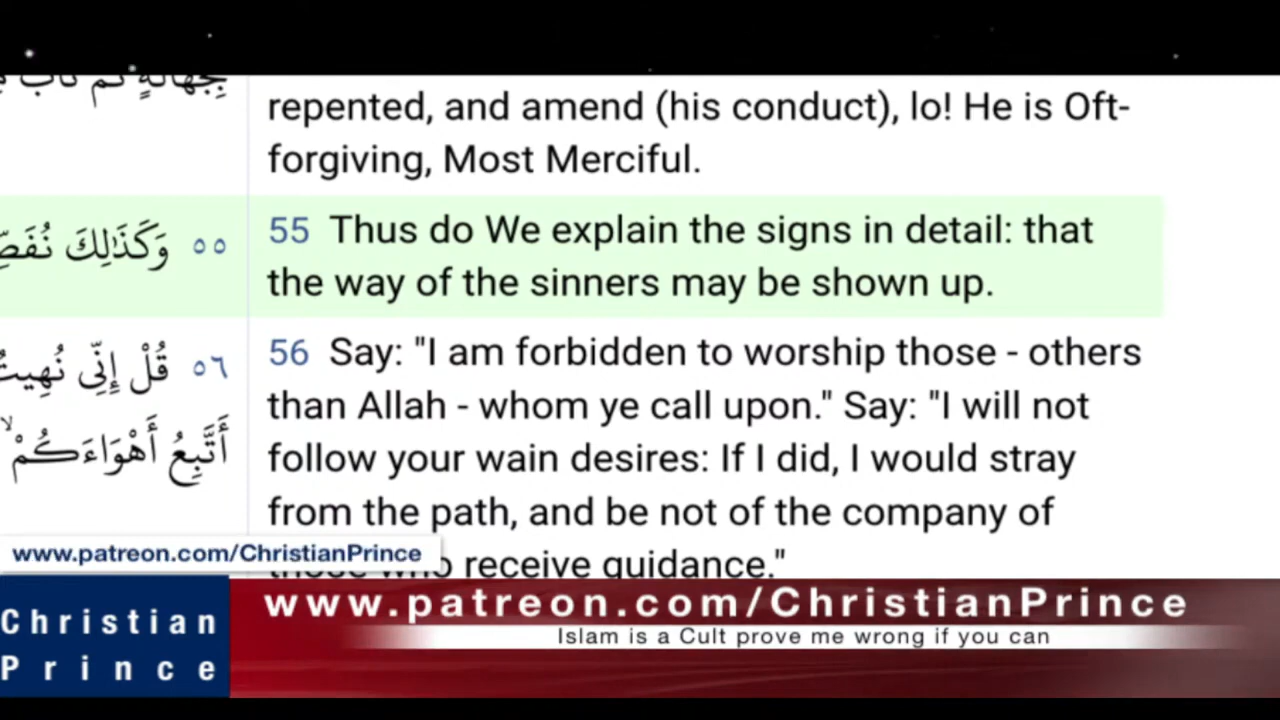 repented, and amend (his conduct), lo! He is Oft-
forgiving, Most Merciful.
٥٥ وَكَذَٰلِكَ
55 Thus do We explain the signs in detail: that
the way of the sinners may be shown up.
٥٦ قُلْ إِنِّي
56 Say: "I am forbidden to worship those - others
than Allah - whom ye call upon." Say: "I will not
أَتَّبِعُ أَهْوَاءَكُمْ ۙ
follow your wain desires: If I did, I would stray
from the path, and be not of the company of
those who receive guidance."
www.patreon.com/ChristianPrince
Christian
Prince
www.patreon.com/ChristianPrince
Islam is a Cult prove me wrong if you can